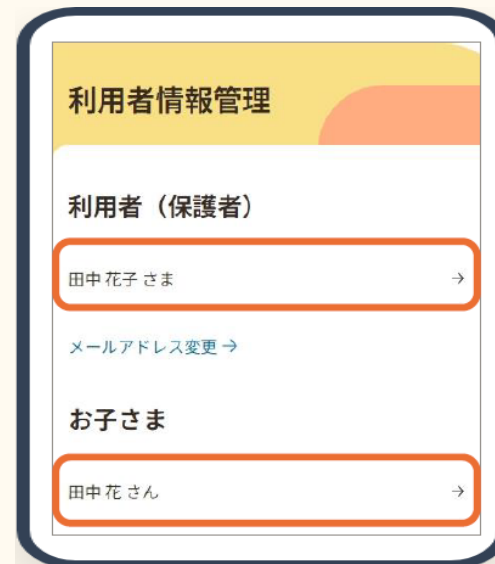 利用者情報管理
利用者（保護者）
田中 花子 さま →
メールアドレス変更 →
お子さま
田中 花 さん →